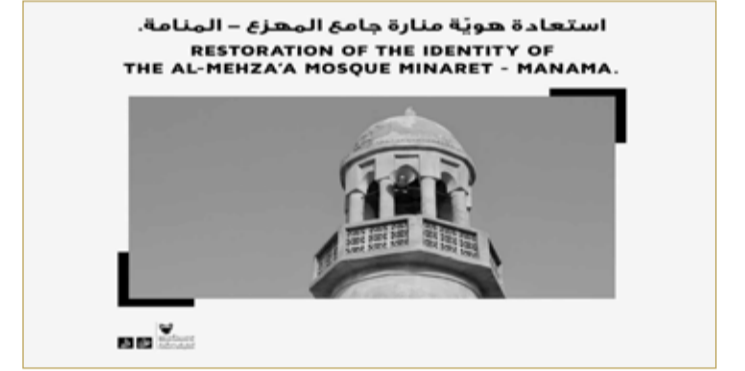 استعادة هويّة منارة جامع المهزع – المنامة.
RESTORATION OF THE IDENTITY OF
THE AL-MEHZA'A MOSQUE MINARET - MANAMA.